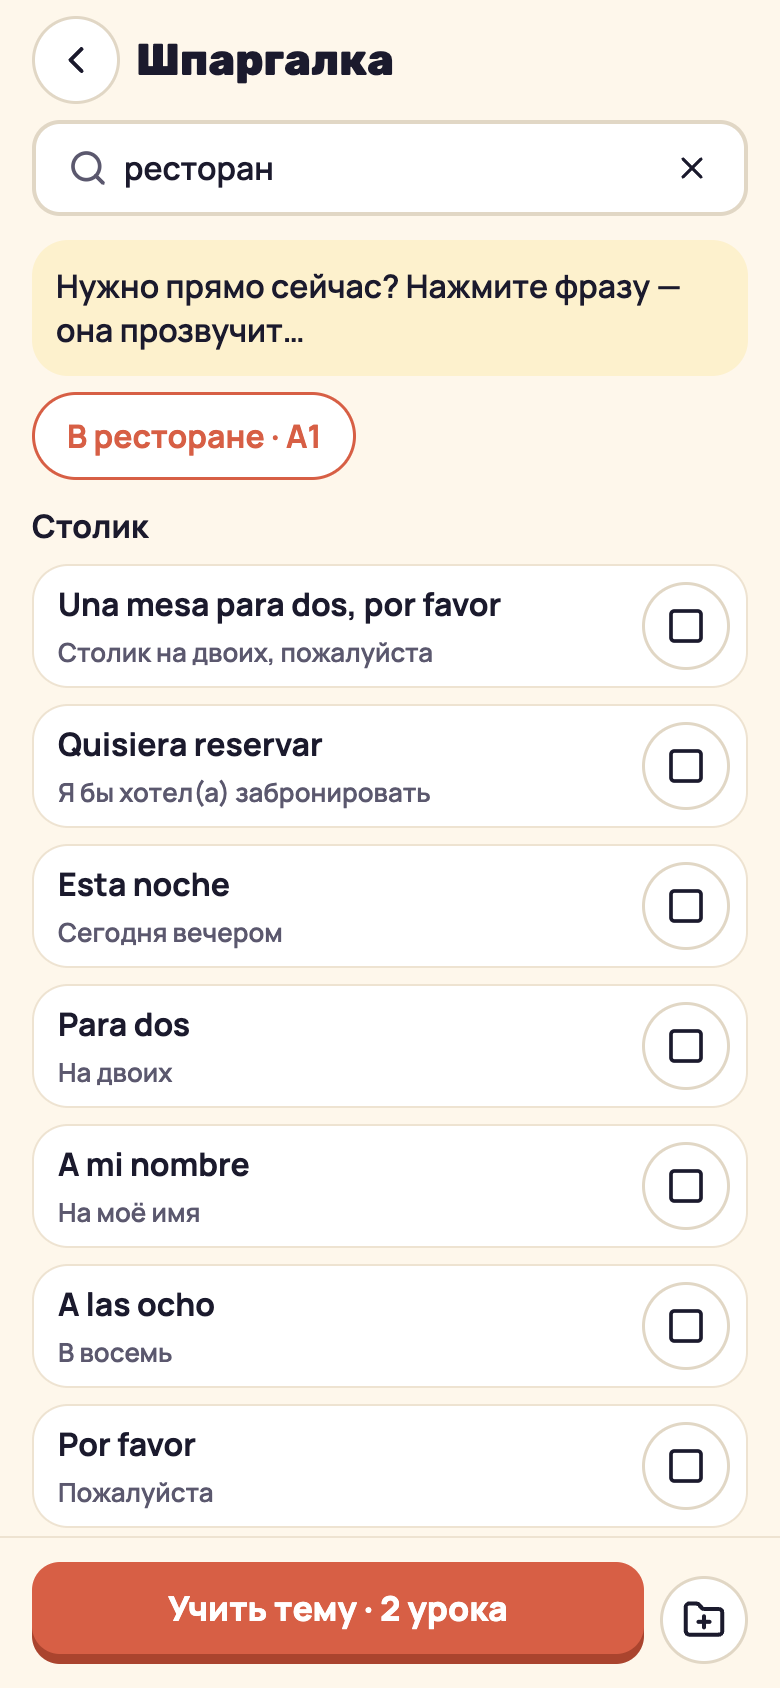 Шпаргалка
ресторан
Нужно прямо сейчас? Нажмите фразу —
она прозвучит…
В ресторане · A1
Столик
Una mesa para dos, por favor
Столик на двоих, пожалуйста
Quisiera reservar
Я бы хотел(а) забронировать
Esta noche
Сегодня вечером
Para dos
На двоих
A mi nombre
На моё имя
A las ocho
В восемь
Por favor
Пожалуйста
Учить тему · 2 урока